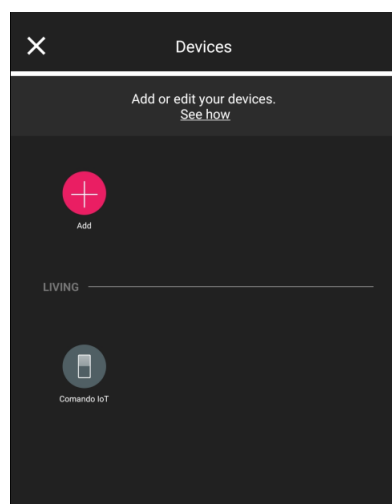 Devices
Add or edit your devices.
See how
Add
LIVING
Comando IoT